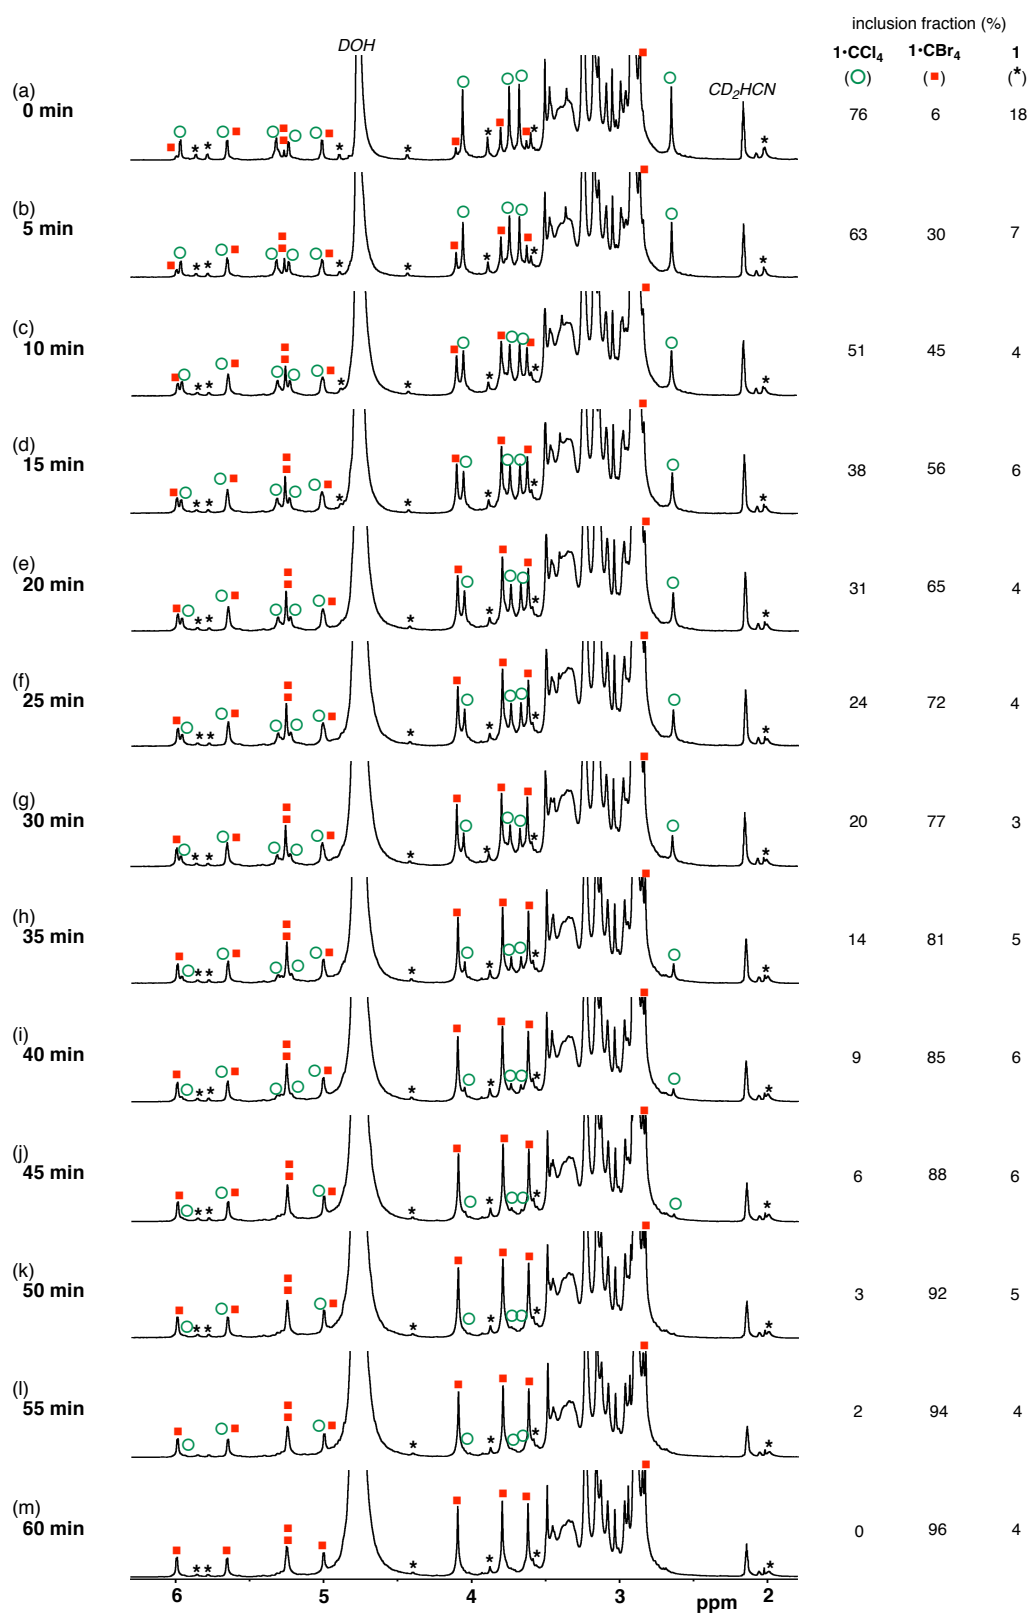 inclusion fraction (%)
1•CCl4 1•CBr4 1
(○) (■) (*)
DOH
CD2HCN
(a)
0 min 76 6 18
(b)
5 min 63 30 7
(c)
10 min 51 45 4
(d)
15 min 38 56 6
(e)
20 min 31 65 4
(f)
25 min 24 72 4
(g)
30 min 20 77 3
(h)
35 min 14 81 5
(i)
40 min 9 85 6
(j)
45 min 6 88 6
(k)
50 min 3 92 5
(l)
55 min 2 94 4
(m)
60 min 0 96 4
6 5 4 3 ppm 2